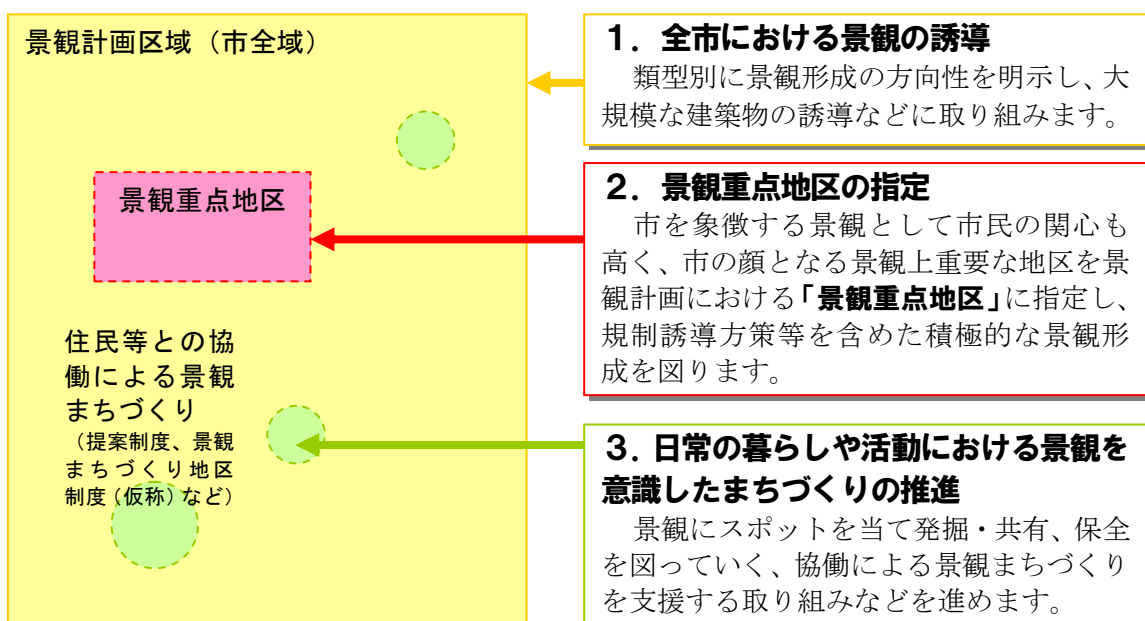 景観計画区域（市全域）
景観重点地区
住民等との協
働による景観
まちづくり
（提案制度、景観
まちづくり地区
制度（仮称）など）
１．全市における景観の誘導
類型別に景観形成の方向性を明示し、大
規模な建築物の誘導などに取り組みます。
２．景観重点地区の指定
市を象徴する景観として市民の関心も
高く、市の顔となる景観上重要な地区を景
観計画における「景観重点地区」に指定し、
規制誘導方策等を含めた積極的な景観形
成を図ります。
３．日常の暮らしや活動における景観を
意識したまちづくりの推進
景観にスポットを当て発掘・共有、保全
を図っていく、協働による景観まちづくり
を支援する取り組みなどを進めます。